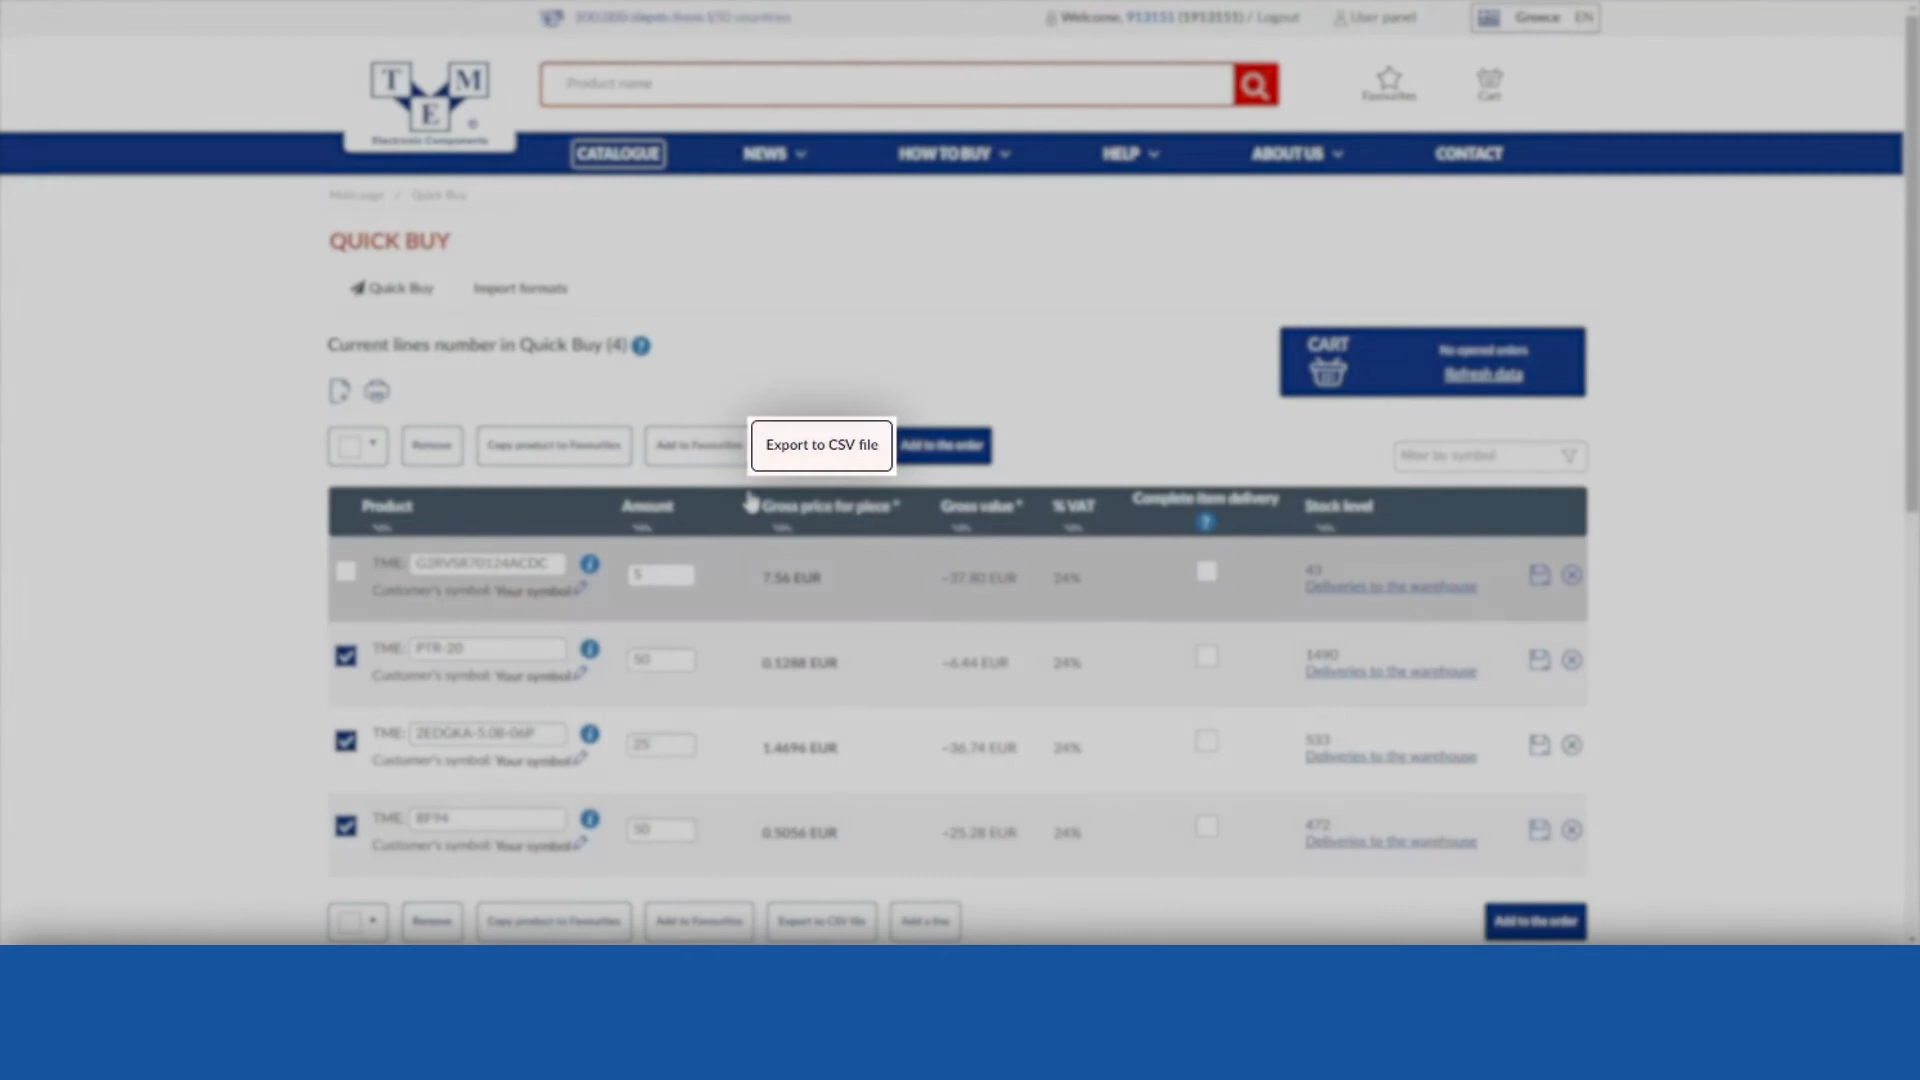 Welcome, 913151 (1913151) / Logout
User panel
Greece EN
T M E
Electronic Components
Product name
Favourites
Cart
CATALOGUE
NEWS
HOW TO BUY
HELP
ABOUT US
CONTACT
Main page / Quick Buy
QUICK BUY
Quick Buy
Import formats
Current lines number in Quick Buy (4)
CART
No opened orders
Refresh data
Remove
Copy product to Favourites
Add to Favourites
Export to CSV file
Add to the order
filter by symbol
Product
Amount
Gross price for piece *
Gross value *
% VAT
Complete item delivery
Stock level
TME: G2RVSR70124ACDC
5
7.56 EUR
~37.80 EUR
24%
43
Customer's symbol: Your symbol
Deliveries to the warehouse
TME: PTR-20
50
0.1288 EUR
~6.44 EUR
24%
1490
Customer's symbol: Your symbol
Deliveries to the warehouse
TME: 2EDGKA-5.08-06P
25
1.4696 EUR
~36.74 EUR
24%
533
Customer's symbol: Your symbol
Deliveries to the warehouse
TME: BF94
50
0.5056 EUR
~25.28 EUR
24%
472
Customer's symbol: Your symbol
Deliveries to the warehouse
Remove
Copy product to Favourites
Add to Favourites
Export to CSV file
Add a line
Add to the order